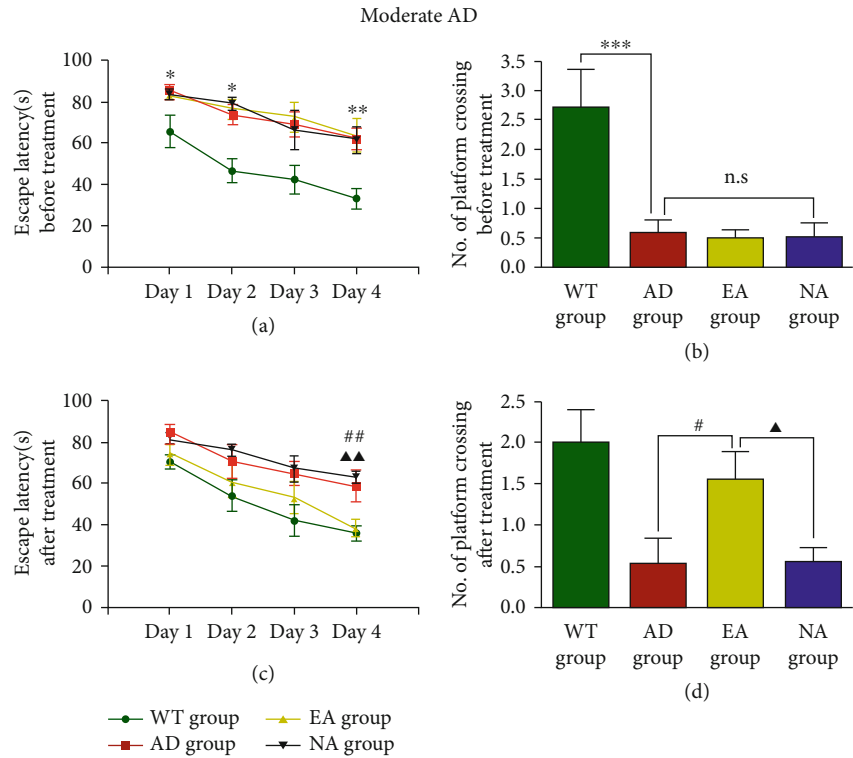 Moderate AD
Escape latency(s)
before treatment
100
80
60
40
20
0
*
*
**
Day 1 Day 2 Day 3 Day 4
(a)
No. of platform crossing
before treatment
3.5
3.0
2.5
2.0
1.5
1.0
0.5
0.0
***
n.s
WT AD EA NA
group group group group
(b)
Escape latency(s)
after treatment
100
80
60
40
20
0
##
▲▲
Day 1 Day 2 Day 3 Day 4
(c)
No. of platform crossing
after treatment
2.5
2.0
1.5
1.0
0.5
0.0
#
▲
WT AD EA NA
group group group group
(d)
WT group EA group
AD group NA group